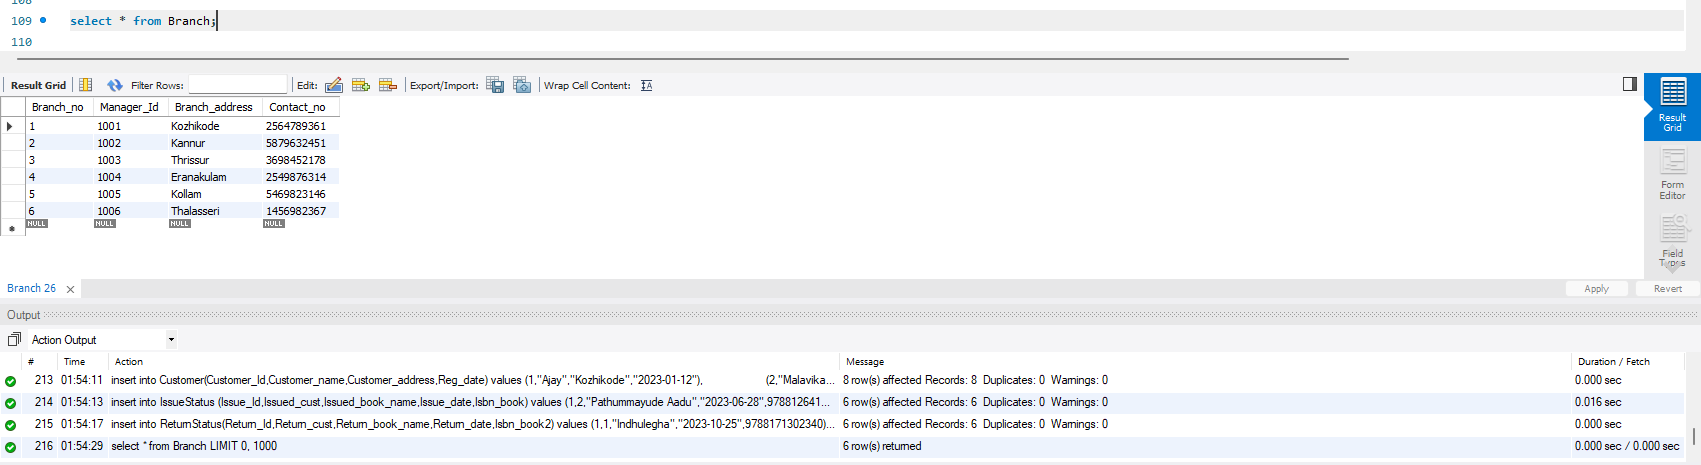 108
109 select * from Branch;
110
Result Grid Filter Rows: Edit: Export/Import: Wrap Cell Content:
Branch_no Manager_Id Branch_address Contact_no
1 1001 Kozhikode 2564789361
2 1002 Kannur 5879632451
3 1003 Thrissur 3698452178
4 1004 Eranakulam 2549876314
5 1005 Kollam 5469823146
6 1006 Thalasseri 1456982367
NULL NULL NULL NULL
Result
Grid
Form
Editor
Field
Types
Branch 26 Apply Revert
Output
Action Output
# Time Action Message Duration / Fetch
213 01:54:11 insert into Customer(Customer_Id,Customer_name,Customer_address,Reg_date) values (1,"Ajay","Kozhikode","2023-01-12"), (2,"Malavika... 8 row(s) affected Records: 8 Duplicates: 0 Warnings: 0 0.000 sec
214 01:54:13 insert into IssueStatus (Issue_Id,Issued_cust,Issued_book_name,Issue_date,Isbn_book) values (1,2,"Pathummayude Aadu","2023-06-28",978812641... 6 row(s) affected Records: 6 Duplicates: 0 Warnings: 0 0.016 sec
215 01:54:17 insert into ReturnStatus(Return_Id,Return_cust,Return_book_name,Return_date,Isbn_book2) values (1,1,"Indhulegha","2023-10-25",9788171302340)... 6 row(s) affected Records: 6 Duplicates: 0 Warnings: 0 0.000 sec
216 01:54:29 select * from Branch LIMIT 0, 1000 6 row(s) returned 0.000 sec / 0.000 sec